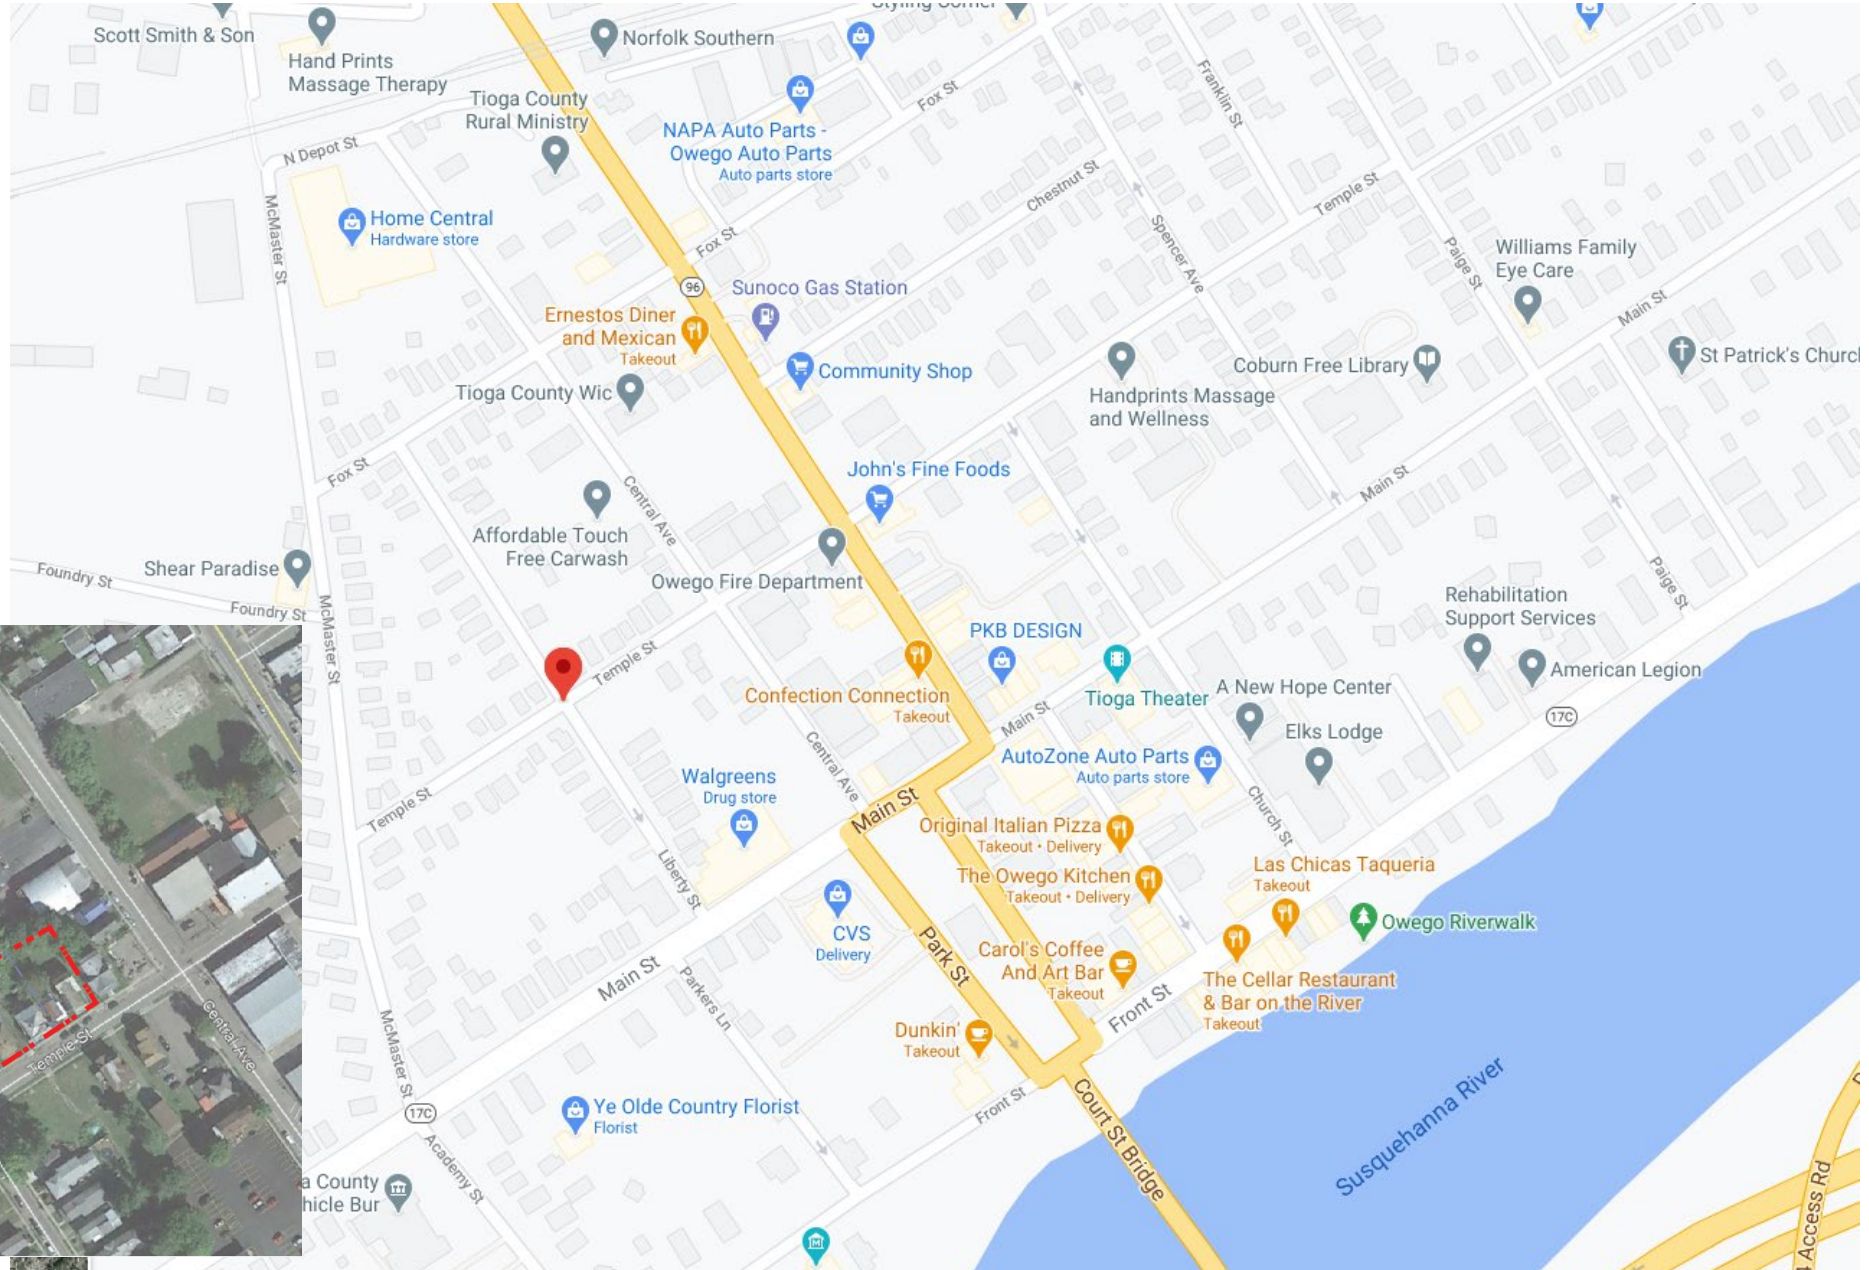 Scott Smith & Son
Hand Prints
Massage Therapy
Norfolk Southern
Styling Corner
Tioga County
Rural Ministry
NAPA Auto Parts -
Owego Auto Parts
Auto parts store
Fox St
Franklin St
N Depot St
Home Central
Hardware store
McMaster St
Fox St
Chestnut St
Temple St
Spencer Ave
Paige St
Williams Family
Eye Care
Main St
96
Sunoco Gas Station
Ernestos Diner
and Mexican
Takeout
Community Shop
Tioga County Wic
Handprints Massage
and Wellness
Coburn Free Library
St Patrick's Church
Fox St
Central Ave
John's Fine Foods
Main St
Affordable Touch
Free Carwash
Owego Fire Department
Foundry St
Shear Paradise
Foundry St
McMaster St
Temple St
PKB DESIGN
Rehabilitation
Support Services
Paige St
American Legion
Confection Connection
Takeout
Main St
Tioga Theater
A New Hope Center
Elks Lodge
17C
Walgreens
Drug store
Central Ave
AutoZone Auto Parts
Auto parts store
Temple St
Main St
Church St
Liberty St
Original Italian Pizza
Takeout • Delivery
The Owego Kitchen
Takeout • Delivery
Las Chicas Taqueria
Takeout
CVS
Delivery
Park St
Owego Riverwalk
Carol's Coffee
And Art Bar
Takeout
The Cellar Restaurant
& Bar on the River
Takeout
Main St
Parkers Ln
Front St
Dunkin'
Takeout
Temple St
Central Ave
McMaster St
17C
Ye Olde Country Florist
Florist
Front St
Court St Bridge
Susquehanna River
Academy St
a County
hicle Bur
Access Rd